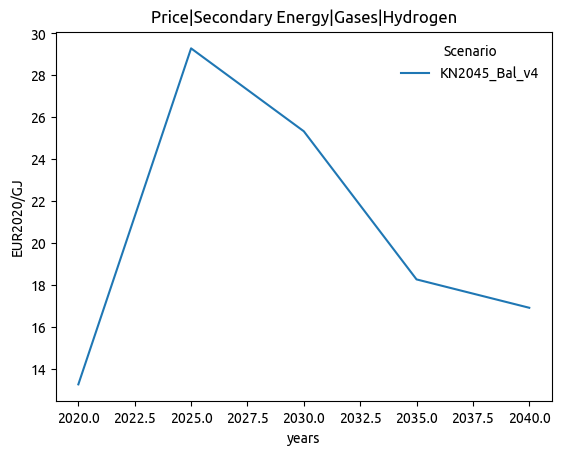 Price|Secondary Energy|Gases|Hydrogen
Scenario
KN2045_Bal_v4
EUR2020/GJ
30
28
26
24
22
20
18
16
14
2020.0 2022.5 2025.0 2027.5 2030.0 2032.5 2035.0 2037.5 2040.0
years